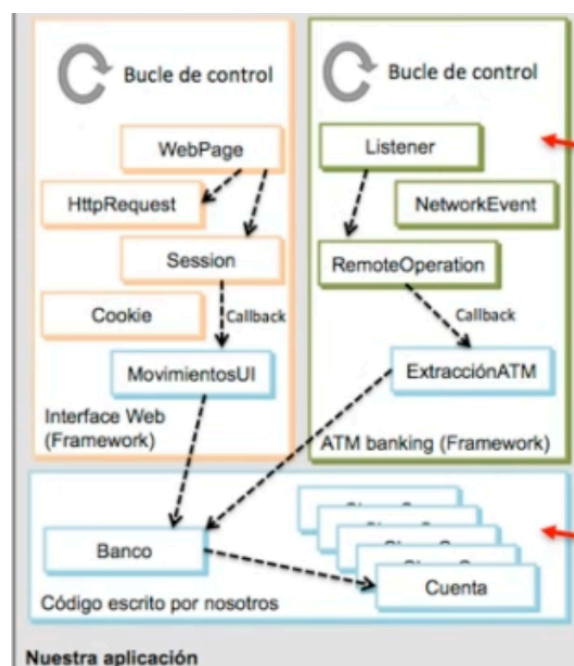 Bucle de control
WebPage
HttpRequest
Session
Cookie
Callback
MovimientosUI
Interface Web
(Framework)
Bucle de control
Listener
NetworkEvent
RemoteOperation
Callback
ExtracciónATM
ATM banking (Framework)
Banco
Cuenta
Código escrito por nosotros
Nuestra aplicación